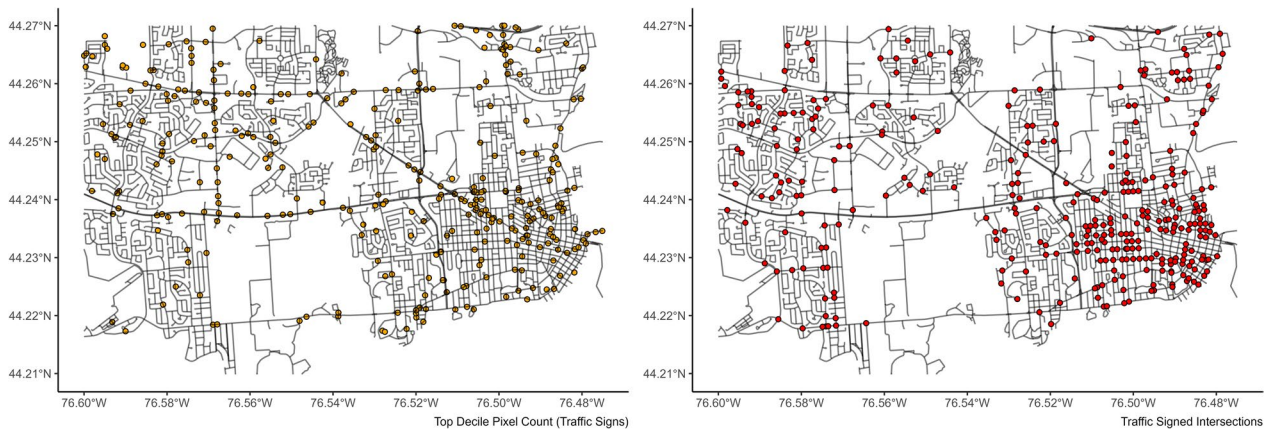 44.27°N
44.26°N
44.25°N
44.24°N
44.23°N
44.22°N
44.21°N
76.60°W 76.58°W 76.56°W 76.54°W 76.52°W 76.50°W 76.48°W
Top Decile Pixel Count (Traffic Signs)
44.27°N
44.26°N
44.25°N
44.24°N
44.23°N
44.22°N
44.21°N
76.60°W 76.58°W 76.56°W 76.54°W 76.52°W 76.50°W 76.48°W
Traffic Signed Intersections